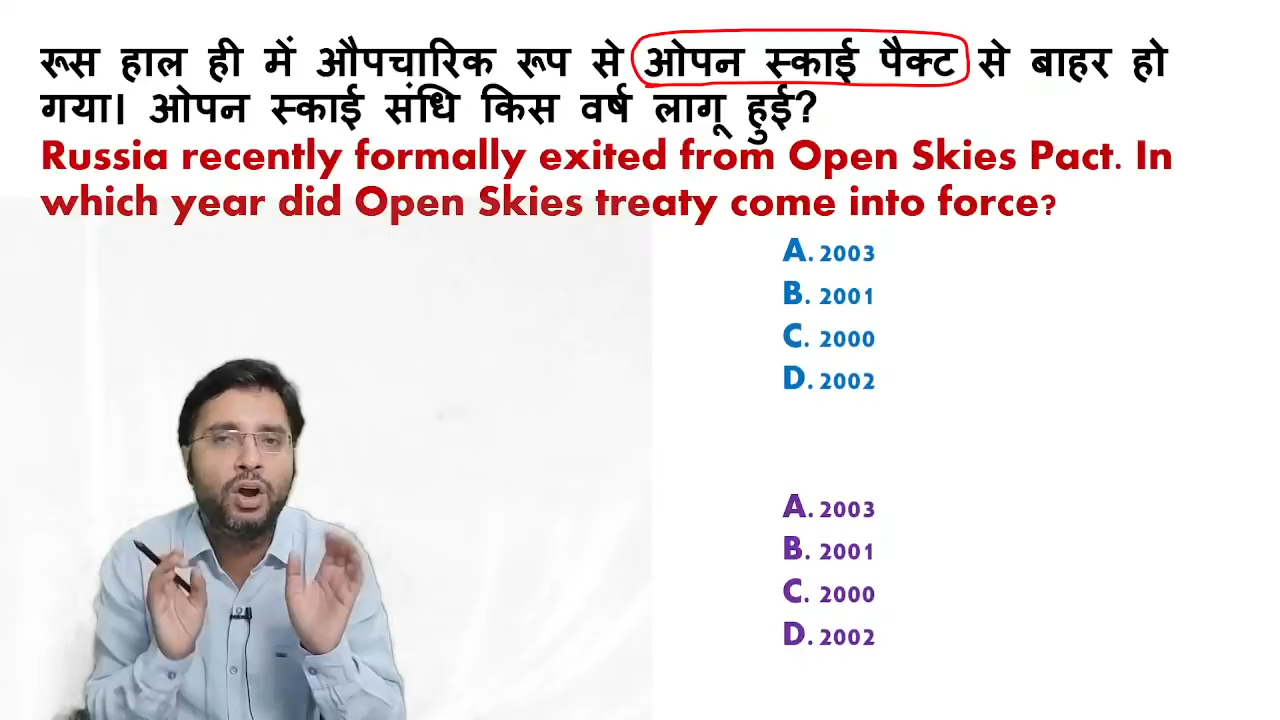 रूस हाल ही में औपचारिक रूप से ओपन स्काई पैक्ट से बाहर हो
गया। ओपन स्काई संधि किस वर्ष लागू हुई?
Russia recently formally exited from Open Skies Pact. In
which year did Open Skies treaty come into force?
A. 2003
B. 2001
C. 2000
D. 2002
A. 2003
B. 2001
C. 2000
D. 2002